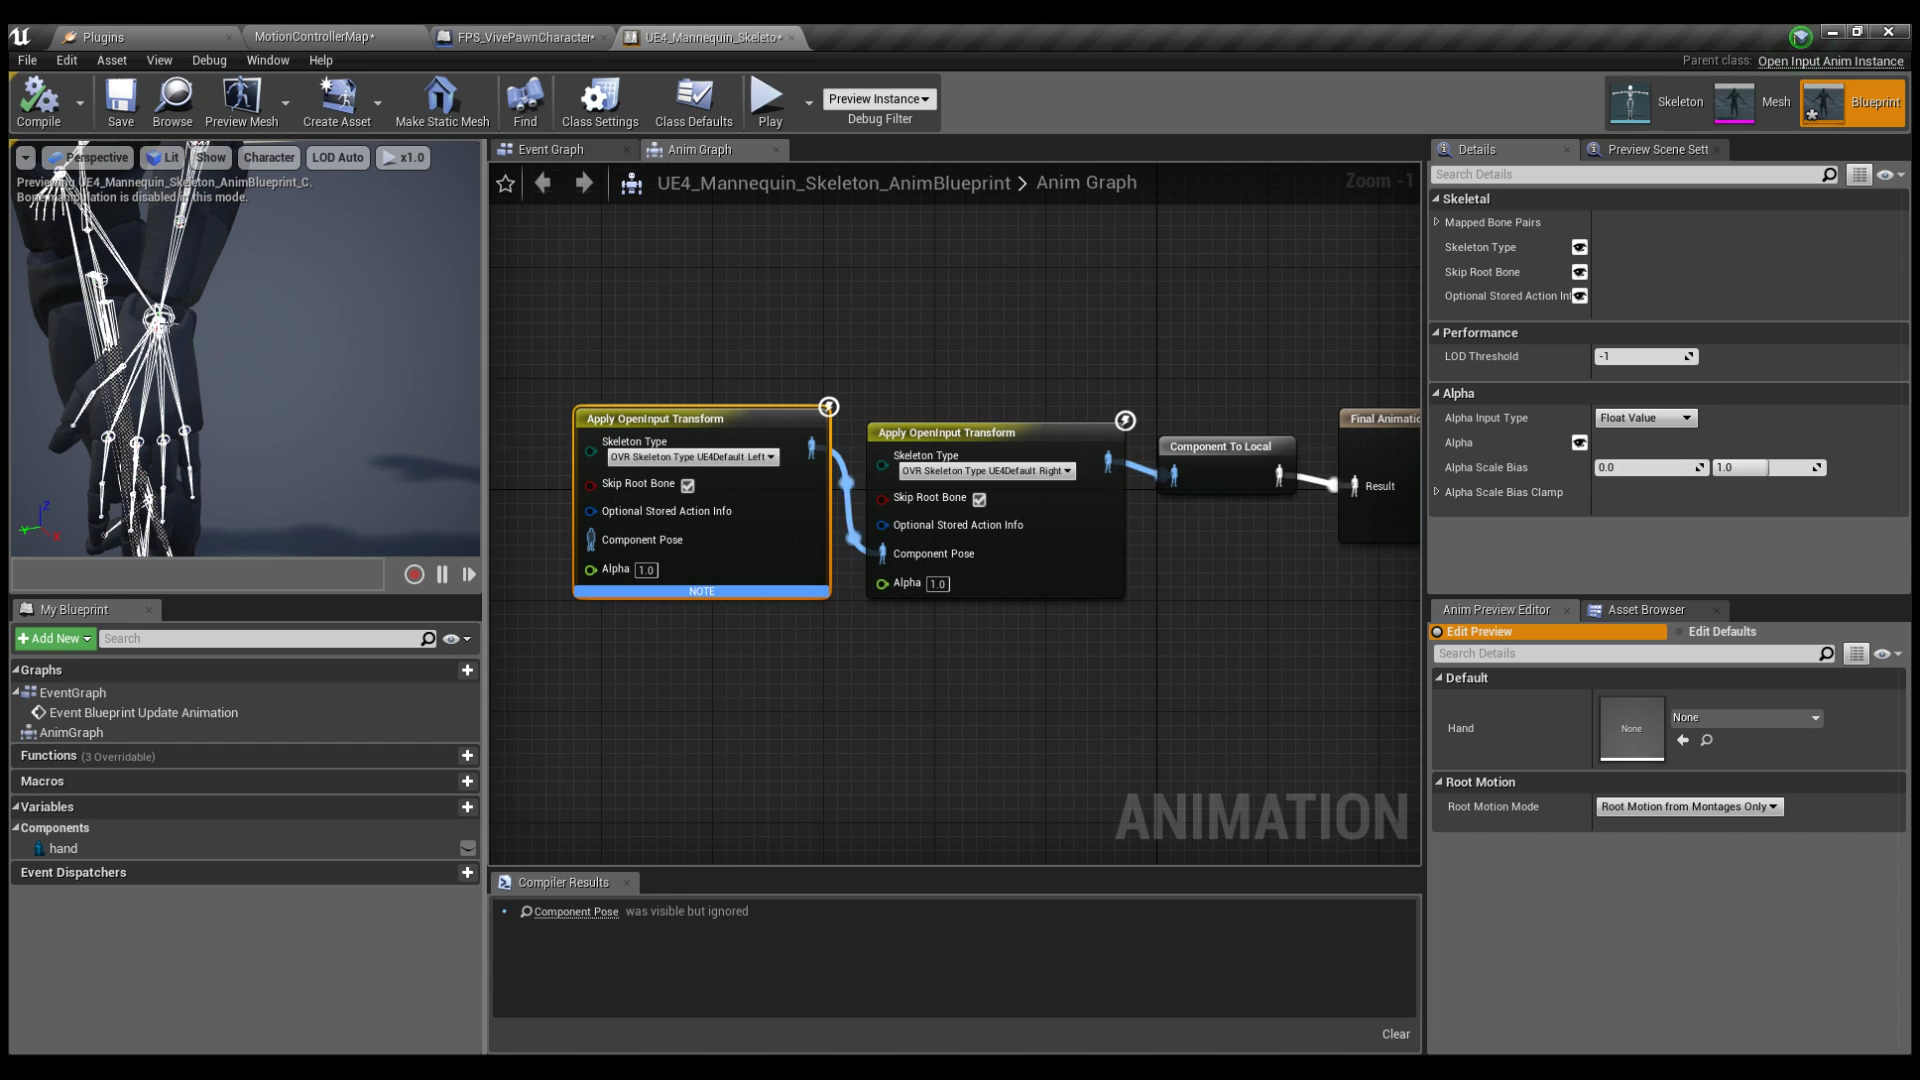 Plugins
MotionControllerMap*
FPS_VivePawnCharacter*
UE4_Mannequin_Skeleto*
File Edit Asset View Debug Window Help
Parent class: Open Input Anim Instance
Compile
Save
Browse
Preview Mesh
Create Asset
Make Static Mesh
Find
Class Settings
Class Defaults
Play
Preview Instance
Debug Filter
Skeleton
Mesh
Blueprint
Perspective
Lit
Show
Character
LOD Auto
x1.0
Previewing UE4_Mannequin_Skeleton_AnimBlueprint_C.
Bone manipulation is disabled in this mode.
Z
X
Event Graph
Anim Graph
UE4_Mannequin_Skeleton_AnimBlueprint > Anim Graph
Zoom -1
Apply OpenInput Transform
Skeleton Type
OVR Skeleton Type UE4Default Left
Skip Root Bone
Optional Stored Action Info
Component Pose
Alpha 1.0
NOTE
Apply OpenInput Transform
Skeleton Type
OVR Skeleton Type UE4Default Right
Skip Root Bone
Optional Stored Action Info
Component Pose
Alpha 1.0
Component To Local
Final Animatio
Result
ANIMATION
My Blueprint
Add New
Search
Graphs
EventGraph
Event Blueprint Update Animation
AnimGraph
Functions (3 Overridable)
Macros
Variables
Components
hand
Event Dispatchers
Compiler Results
Component Pose was visible but ignored
Clear
Details
Preview Scene Sett
Search Details
Skeletal
Mapped Bone Pairs
Skeleton Type
Skip Root Bone
Optional Stored Action In
Performance
LOD Threshold
-1
Alpha
Alpha Input Type
Float Value
Alpha
Alpha Scale Bias
0.0
1.0
Alpha Scale Bias Clamp
Anim Preview Editor
Asset Browser
Edit Preview
Edit Defaults
Search Details
Default
Hand
None
None
Root Motion
Root Motion Mode
Root Motion from Montages Only